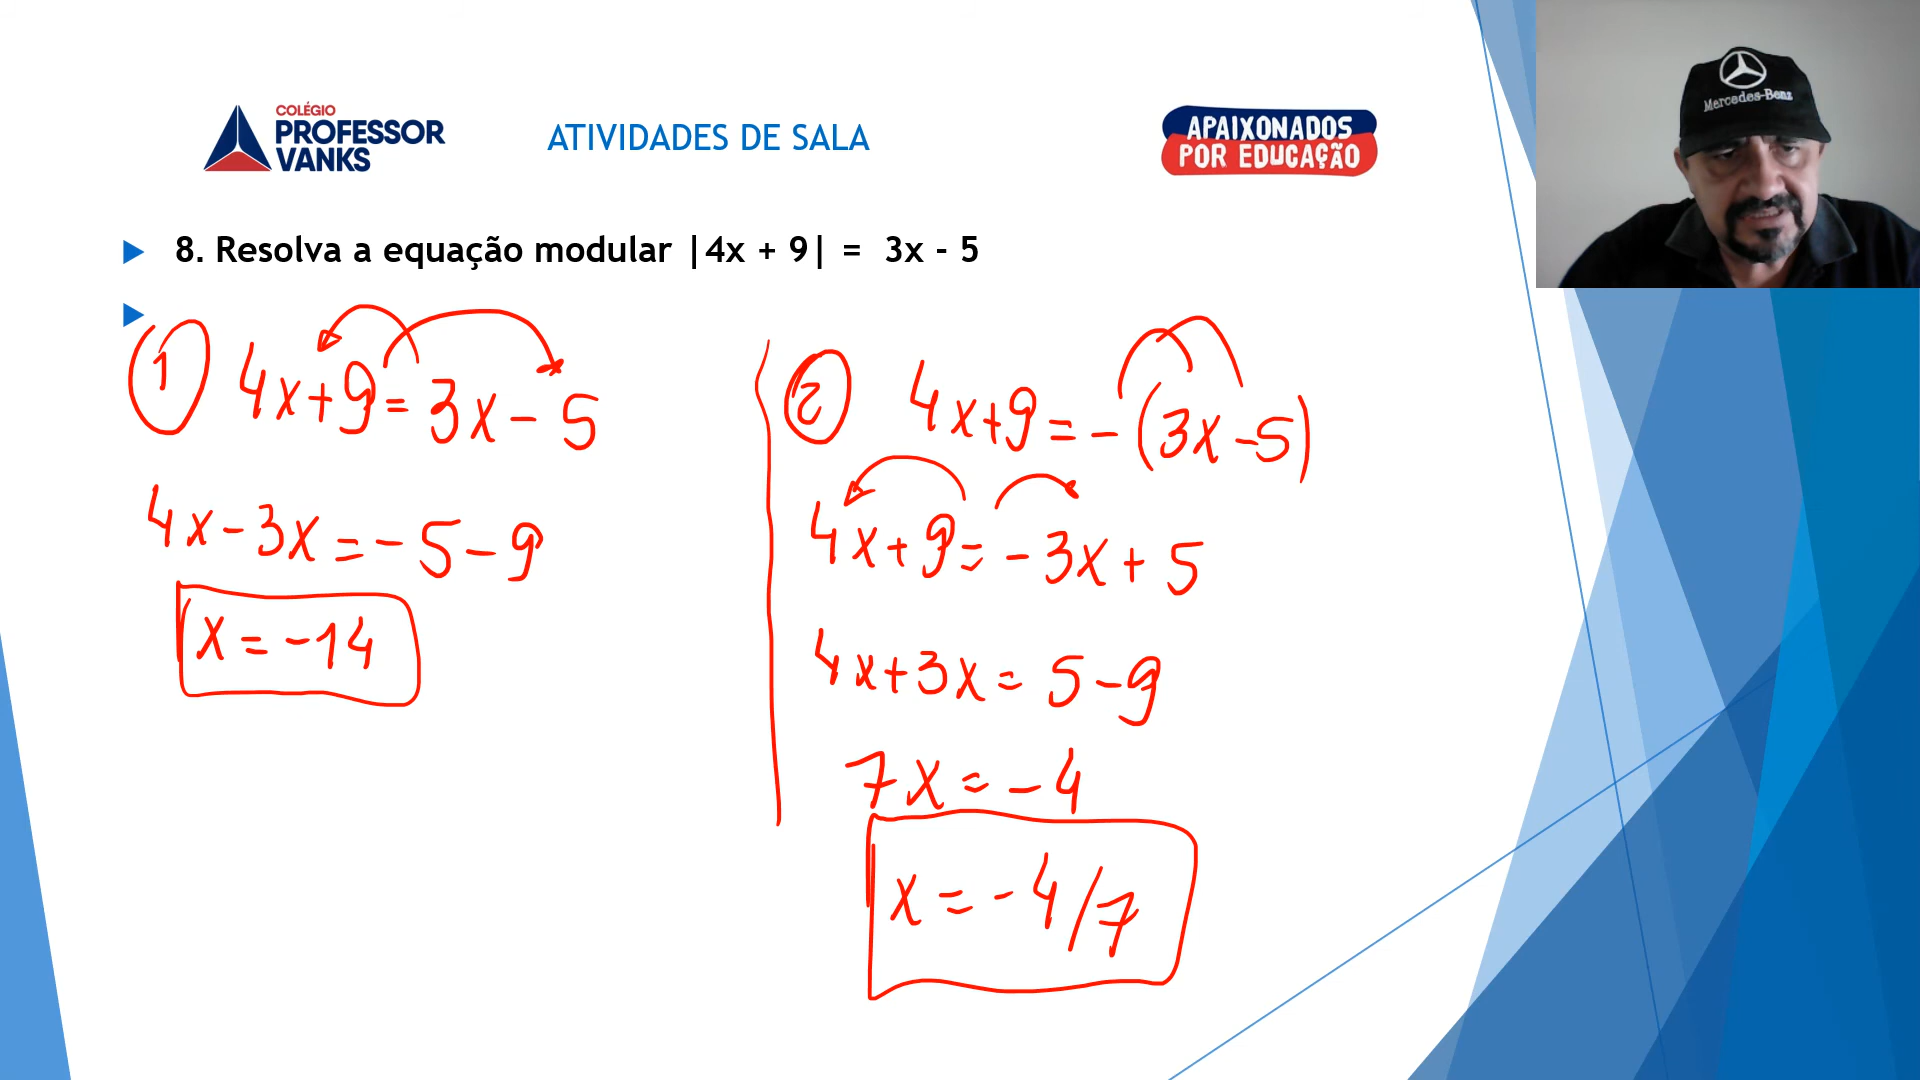 COLÉGIO
PROFESSOR
VANKS
ATIVIDADES DE SALA
APAIXONADOS
POR EDUCAÇÃO
Mercedes-Benz
8. Resolva a equação modular |4x + 9| = 3x - 5
1
4x+9=3x-5
4x-3x=-5-9
x=-14
2
4x+9=-(3x-5)
4x+9=-3x+5
4x+3x=5-9
7x=-4
x=-4/7